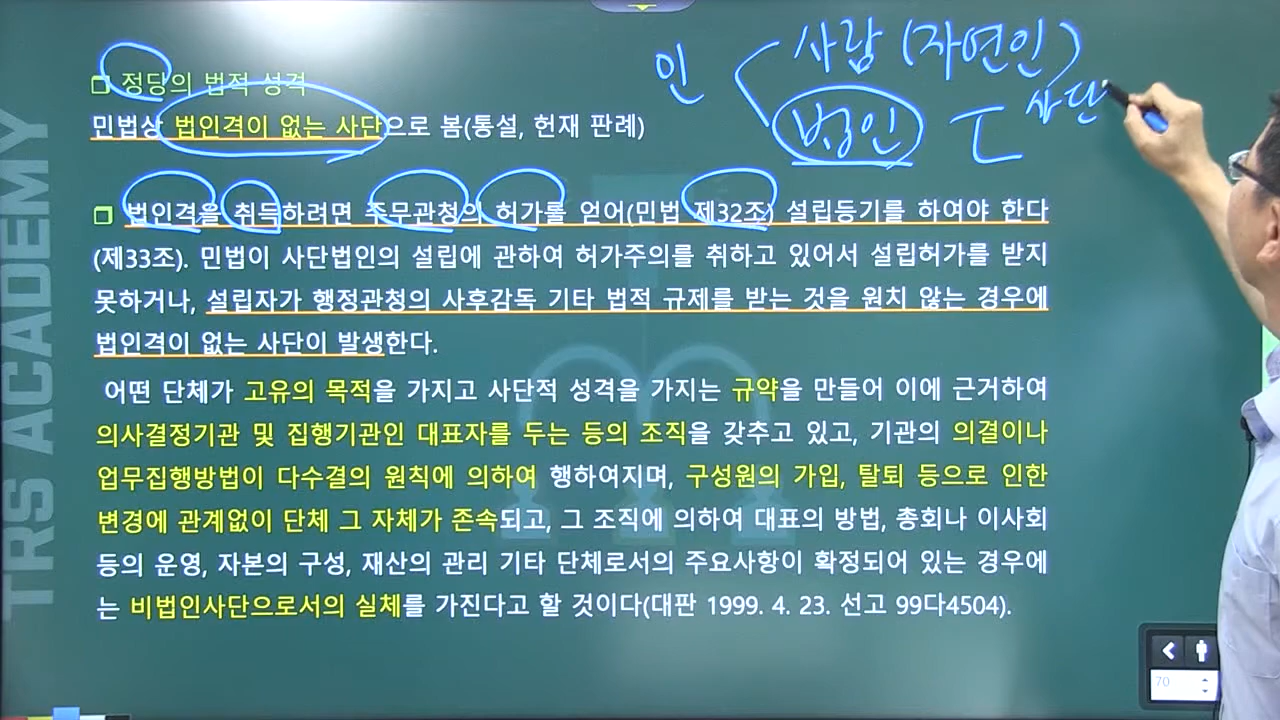 인 사람 (자연인)
법인 사단
정당의 법적 성격
민법상 법인격이 없는 사단으로 봄(통설, 헌재 판례)
법인격을 취득하려면 주무관청의 허가를 얻어(민법 제32조) 설립등기를 하여야 한다
(제33조). 민법이 사단법인의 설립에 관하여 허가주의를 취하고 있어서 설립허가를 받지
못하거나, 설립자가 행정관청의 사후감독 기타 법적 규제를 받는 것을 원치 않는 경우에
법인격이 없는 사단이 발생한다.
어떤 단체가 고유의 목적을 가지고 사단적 성격을 가지는 규약을 만들어 이에 근거하여
의사결정기관 및 집행기관인 대표자를 두는 등의 조직을 갖추고 있고, 기관의 의결이나
업무집행방법이 다수결의 원칙에 의하여 행하여지며, 구성원의 가입, 탈퇴 등으로 인한
변경에 관계없이 단체 그 자체가 존속되고, 그 조직에 의하여 대표의 방법, 총회나 이사회
등의 운영, 자본의 구성, 재산의 관리 기타 단체로서의 주요사항이 확정되어 있는 경우에
는 비법인사단으로서의 실체를 가진다고 할 것이다(대판 1999. 4. 23. 선고 99다4504).
TRS ACADEMY
70